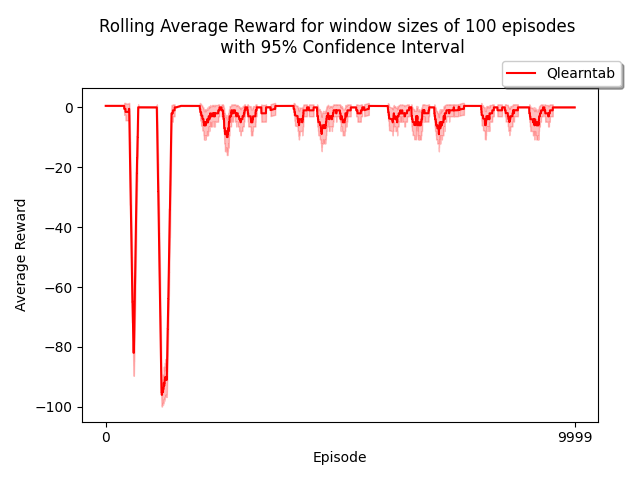 Rolling Average Reward for window sizes of 100 episodes
with 95% Confidence Interval
Qlearntab
Average Reward
0
−20
−40
−60
−80
−100
0
9999
Episode